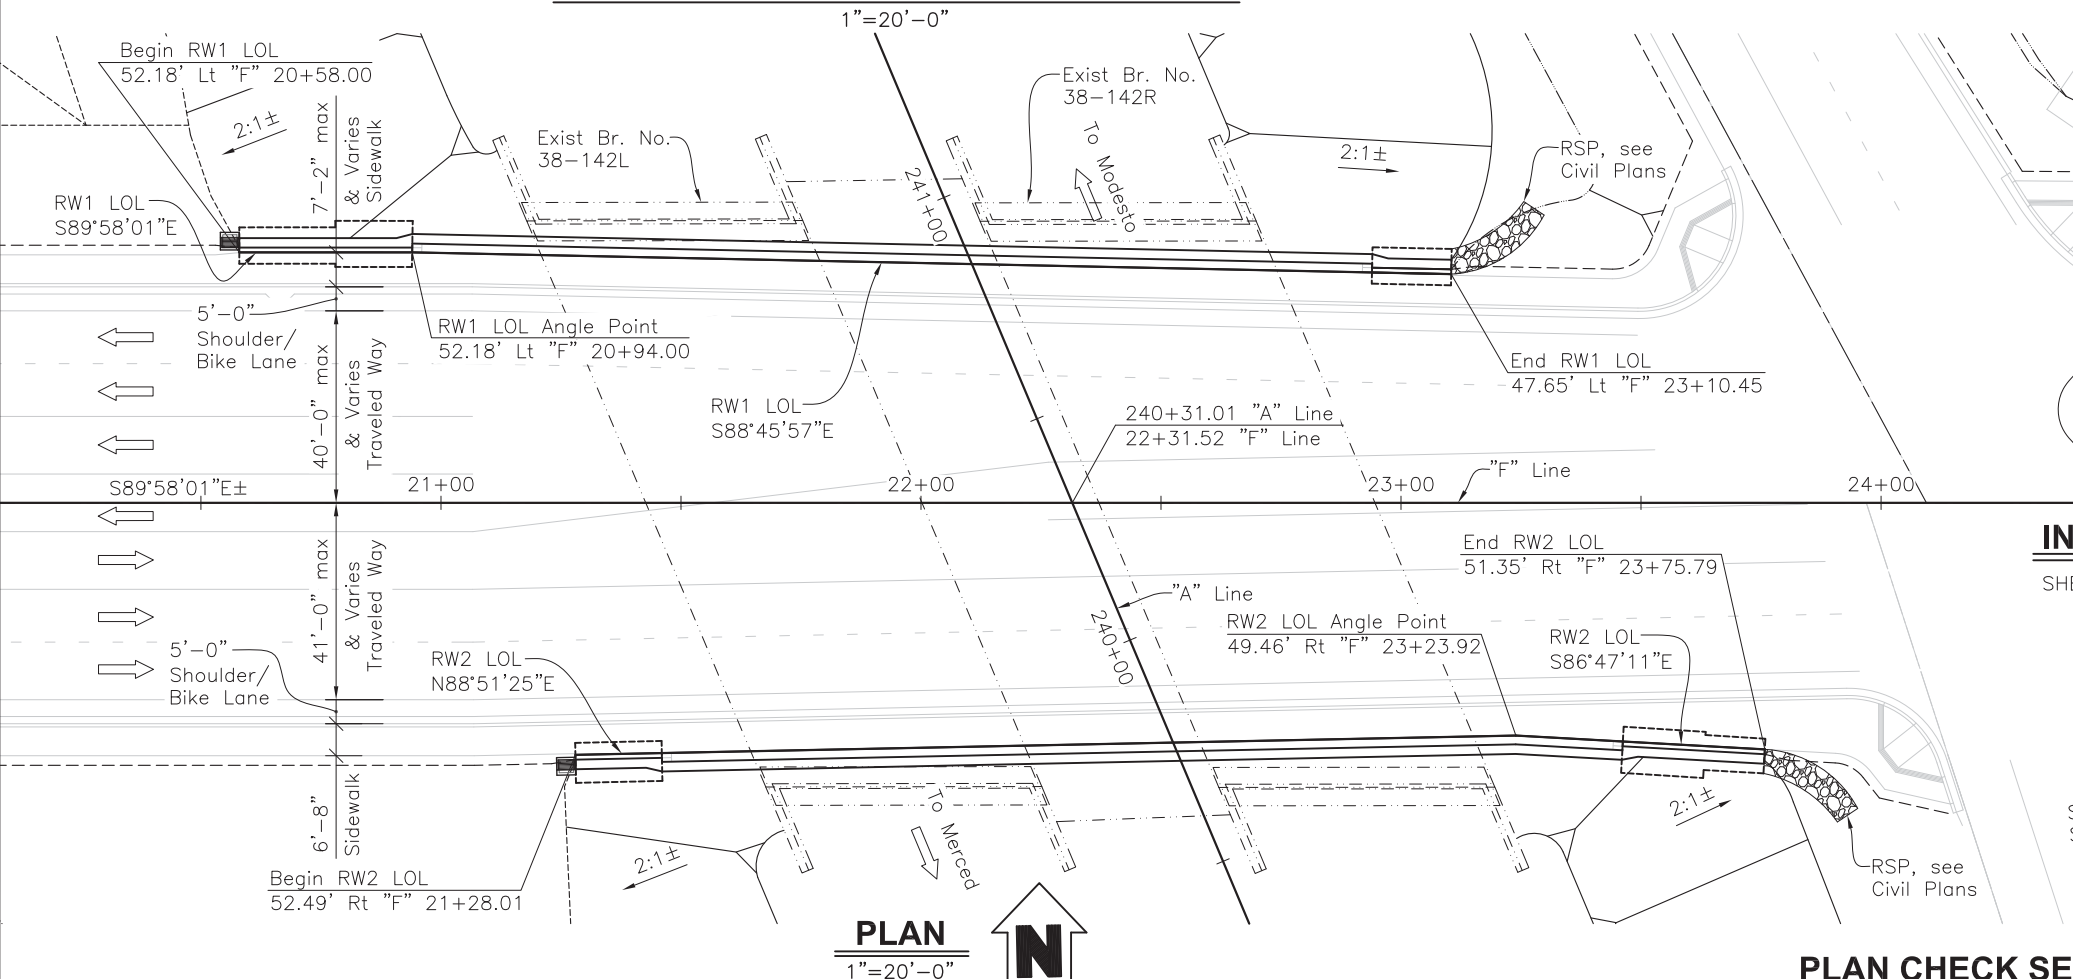 1"=20'-0"
Begin RW1 LOL
52.18' Lt "F" 20+58.00
2:1±
7'-2" max
& Varies
Sidewalk
Exist Br. No.
38-142L
Exist Br. No.
38-142R
To Modesto
241+00
2:1±
RSP, see
Civil Plans
RW1 LOL
S89°58'01"E
5'-0"
Shoulder/
Bike Lane
RW1 LOL Angle Point
52.18' Lt "F" 20+94.00
40'-0" max
& Varies
Traveled Way
RW1 LOL
S88°45'57"E
End RW1 LOL
47.65' Lt "F" 23+10.45
240+31.01 "A" Line
22+31.52 "F" Line
"F" Line
S89°58'01"E±
21+00
22+00
23+00
24+00
IN
SHE
41'-0" max
& Varies
Traveled Way
End RW2 LOL
51.35' Rt "F" 23+75.79
"A" Line
240+00
RW2 LOL Angle Point
49.46' Rt "F" 23+23.92
RW2 LOL
S86°47'11"E
5'-0"
Shoulder/
Bike Lane
RW2 LOL
N88°51'25"E
6'-8"
Sidewalk
To Merced
2:1±
2:1±
Begin RW2 LOL
52.49' Rt "F" 21+28.01
RSP, see
Civil Plans
PLAN
1"=20'-0"
N
PLAN CHECK SE